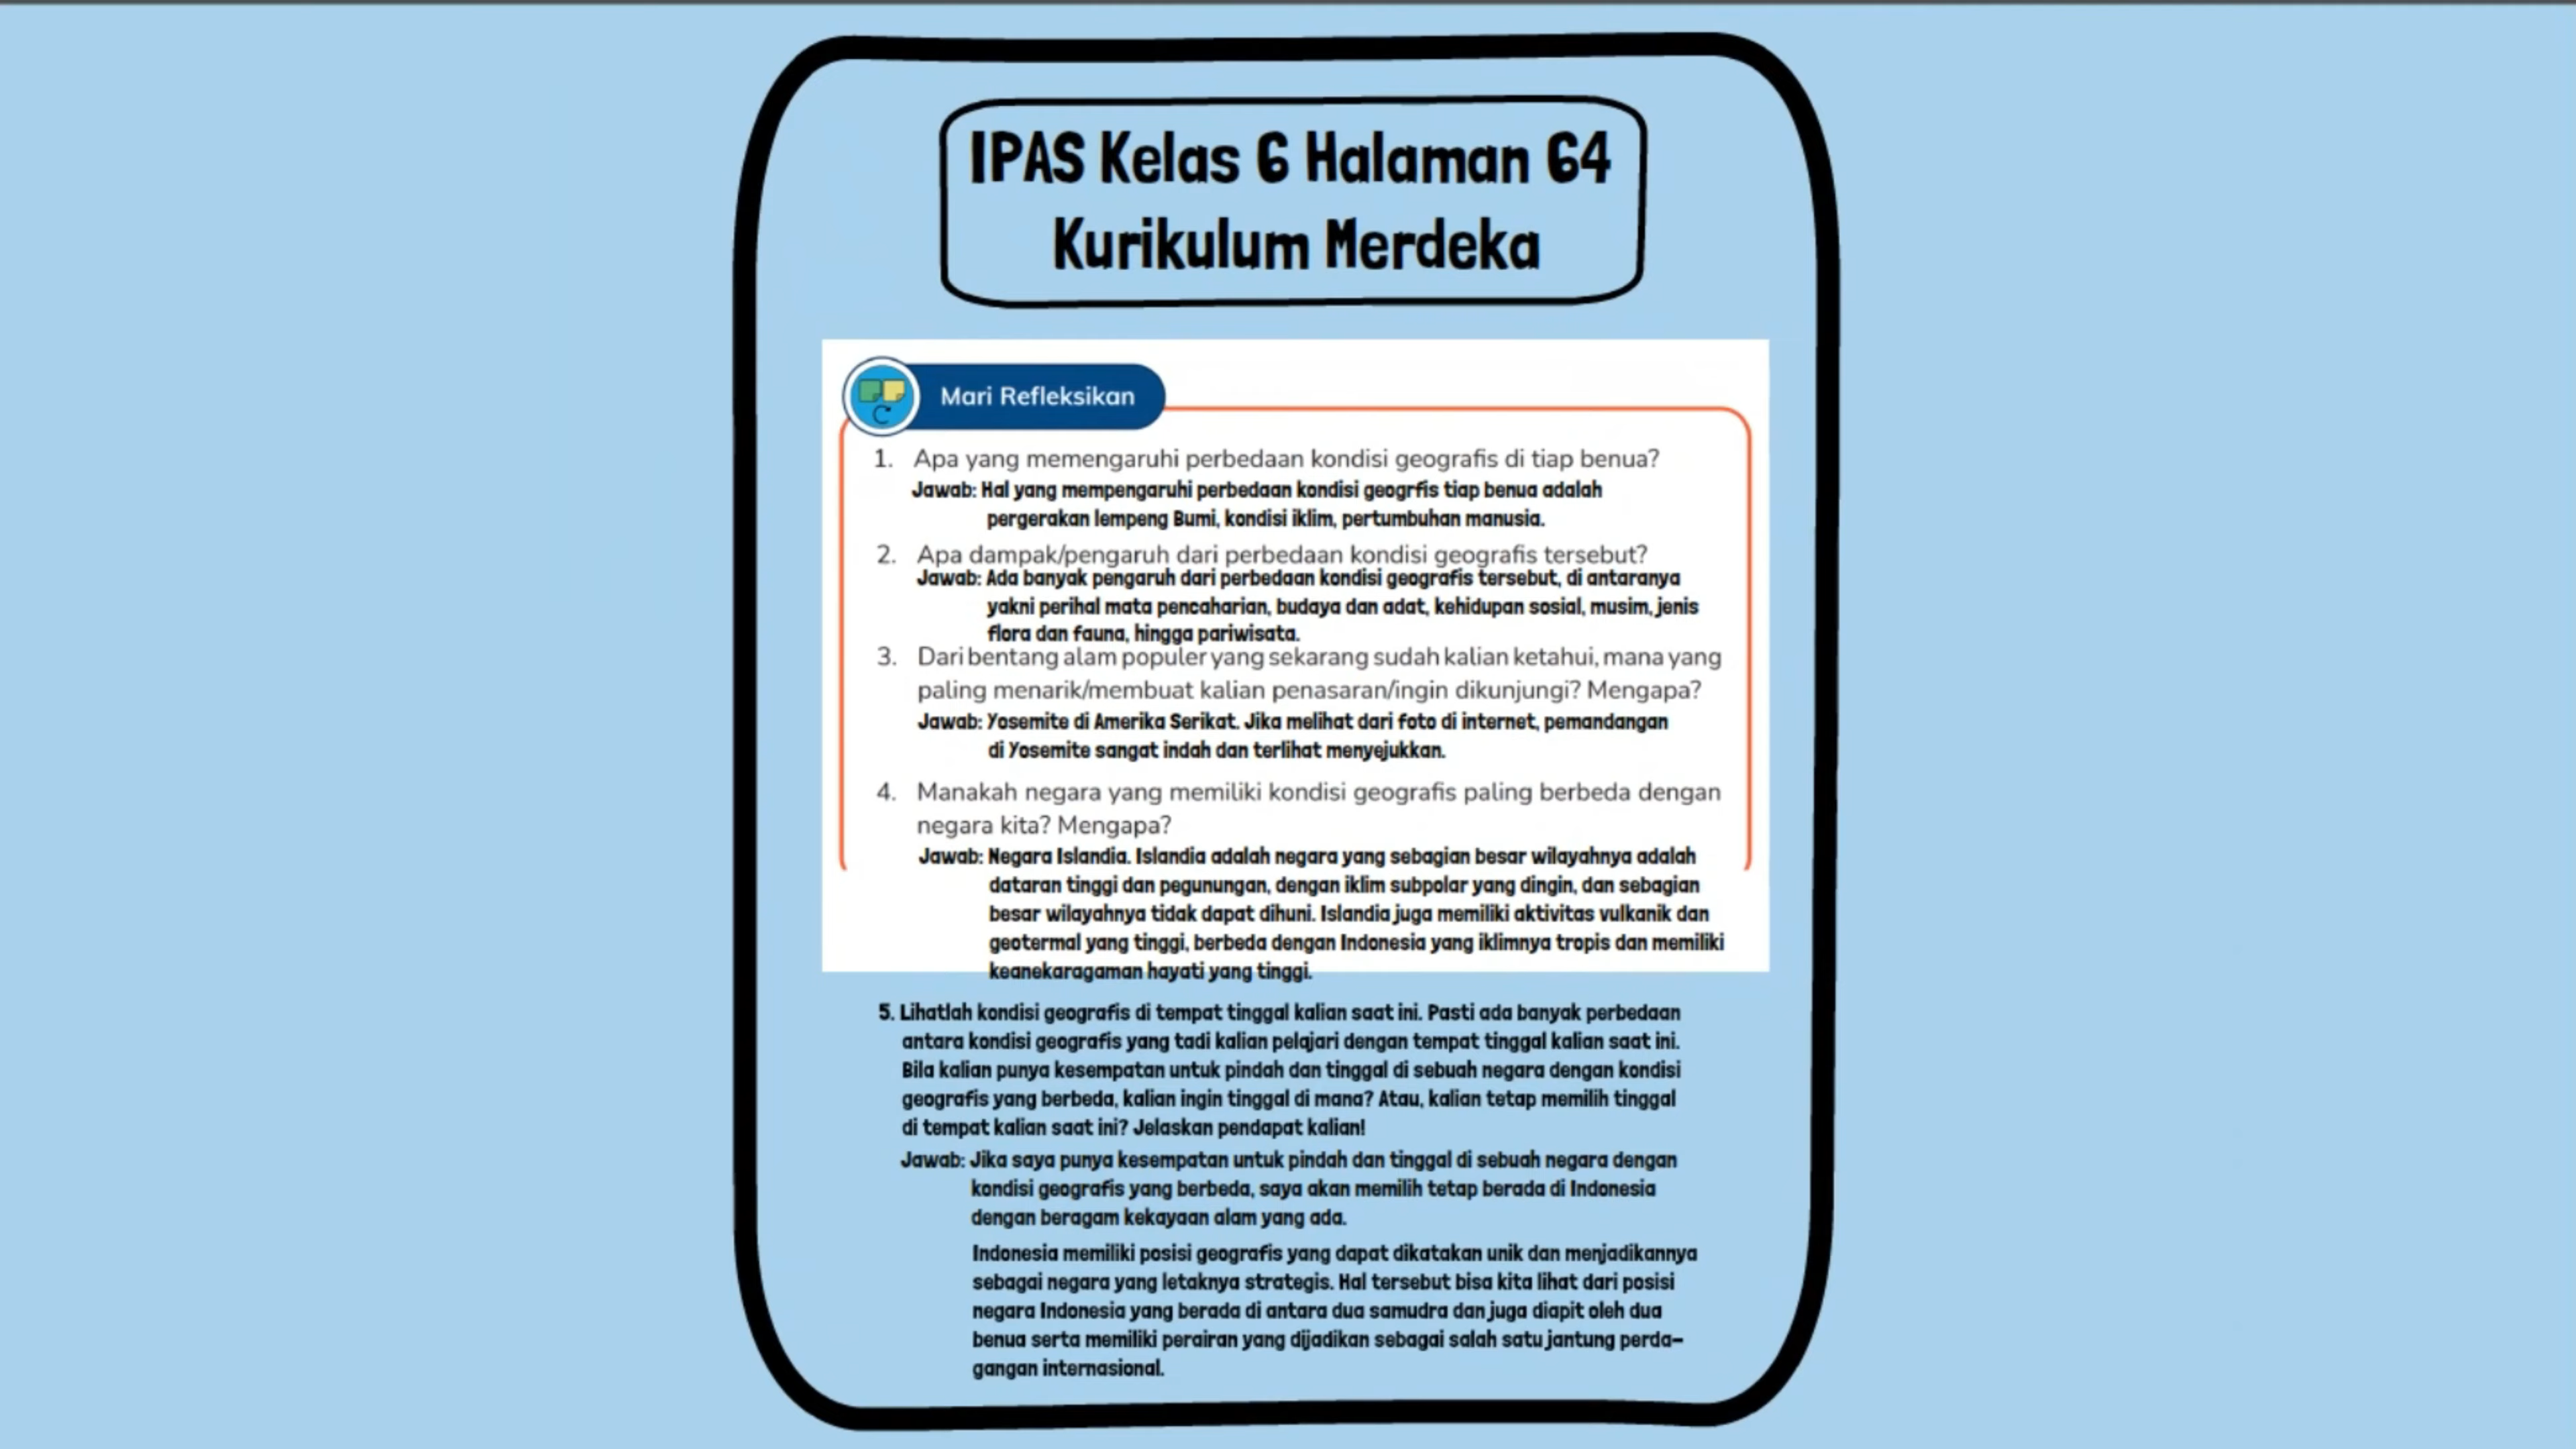 IPAS Kelas 6 Halaman 64
Kurikulum Merdeka
Mari Refleksikan
1. Apa yang memengaruhi perbedaan kondisi geografis di tiap benua?
Jawab: Hal yang mempengaruhi perbedaan kondisi geogrfis tiap benua adalah
pergerakan lempeng Bumi, kondisi iklim, pertumbuhan manusia.
2. Apa dampak/pengaruh dari perbedaan kondisi geografis tersebut?
Jawab: Ada banyak pengaruh dari perbedaan kondisi geografis tersebut, di antaranya
yakni perihal mata pencaharian, budaya dan adat, kehidupan sosial, musim, jenis
flora dan fauna, hingga pariwisata.
3. Dari bentang alam populer yang sekarang sudah kalian ketahui, mana yang
paling menarik/membuat kalian penasaran/ingin dikunjungi? Mengapa?
Jawab: Yosemite di Amerika Serikat. Jika melihat dari foto di internet, pemandangan
di Yosemite sangat indah dan terlihat menyejukkan.
4. Manakah negara yang memiliki kondisi geografis paling berbeda dengan
negara kita? Mengapa?
Jawab: Negara Islandia. Islandia adalah negara yang sebagian besar wilayahnya adalah
dataran tinggi dan pegunungan, dengan iklim subpolar yang dingin, dan sebagian
besar wilayahnya tidak dapat dihuni. Islandia juga memiliki aktivitas vulkanik dan
geotermal yang tinggi, berbeda dengan Indonesia yang iklimnya tropis dan memiliki
keanekaragaman hayati yang tinggi.
5. Lihatlah kondisi geografis di tempat tinggal kalian saat ini. Pasti ada banyak perbedaan
antara kondisi geografis yang tadi kalian pelajari dengan tempat tinggal kalian saat ini.
Bila kalian punya kesempatan untuk pindah dan tinggal di sebuah negara dengan kondisi
geografis yang berbeda, kalian ingin tinggal di mana? Atau, kalian tetap memilih tinggal
di tempat kalian saat ini? Jelaskan pendapat kalian!
Jawab: Jika saya punya kesempatan untuk pindah dan tinggal di sebuah negara dengan
kondisi geografis yang berbeda, saya akan memilih tetap berada di Indonesia
dengan beragam kekayaan alam yang ada.
Indonesia memiliki posisi geografis yang dapat dikatakan unik dan menjadikannya
sebagai negara yang letaknya strategis. Hal tersebut bisa kita lihat dari posisi
negara Indonesia yang berada di antara dua samudra dan juga diapit oleh dua
benua serta memiliki perairan yang dijadikan sebagai salah satu jantung perda-
gangan internasional.